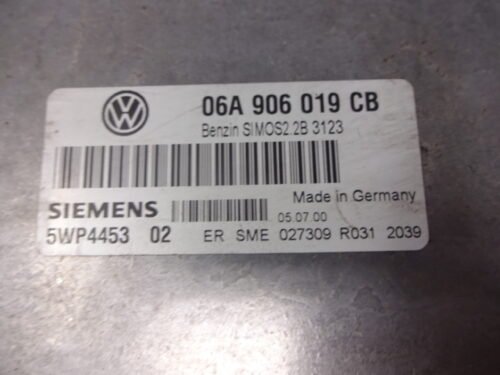 06A 906 019 CB
Benzin SIMOS2.2B 3123
Made in Germany
SIEMENS 05.07.00
5WP4453 02 ER SME 027309 R031 2039